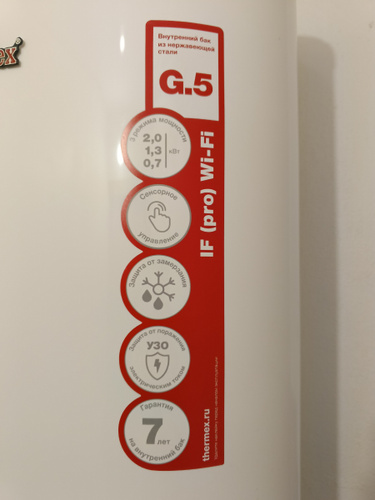 ex®
Внутренний бак
из нержавеющей
стали
G.5
IF (pro) Wi-Fi
3 режима мощности
2,0
1,3 кВт
0,7
Сенсорное
управление
Защита от замерзания
Защита от поражения
УЗО
электрическим током
Гарантия
7 лет
на внутренний бак
thermex.ru